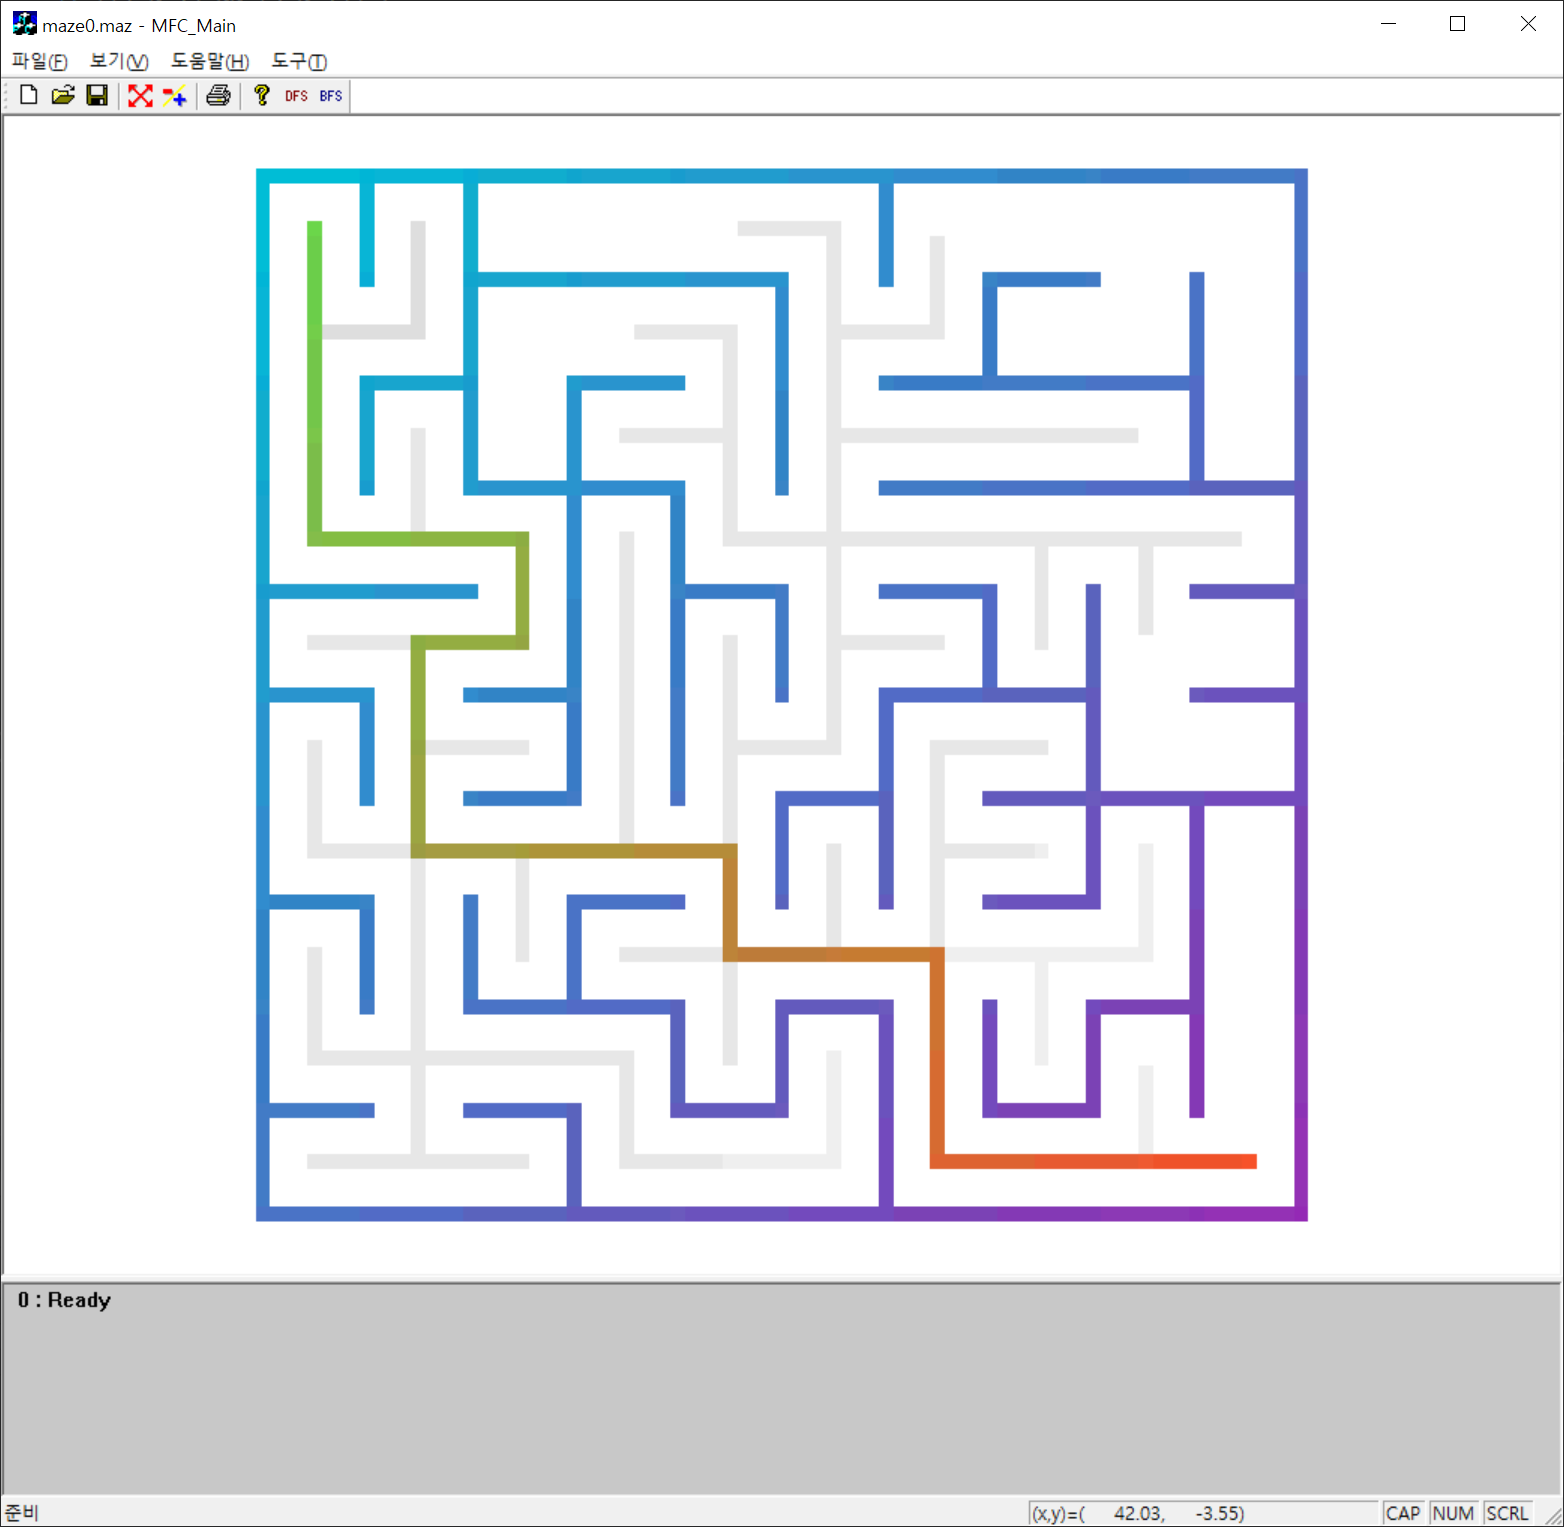 maze0.maz - MFC_Main
파일(F) 보기(V) 도움말(H) 도구(T)
DFS BFS
0 : Ready
준비 (x,y)=( 42.03, -3.55) CAP NUM SCRL